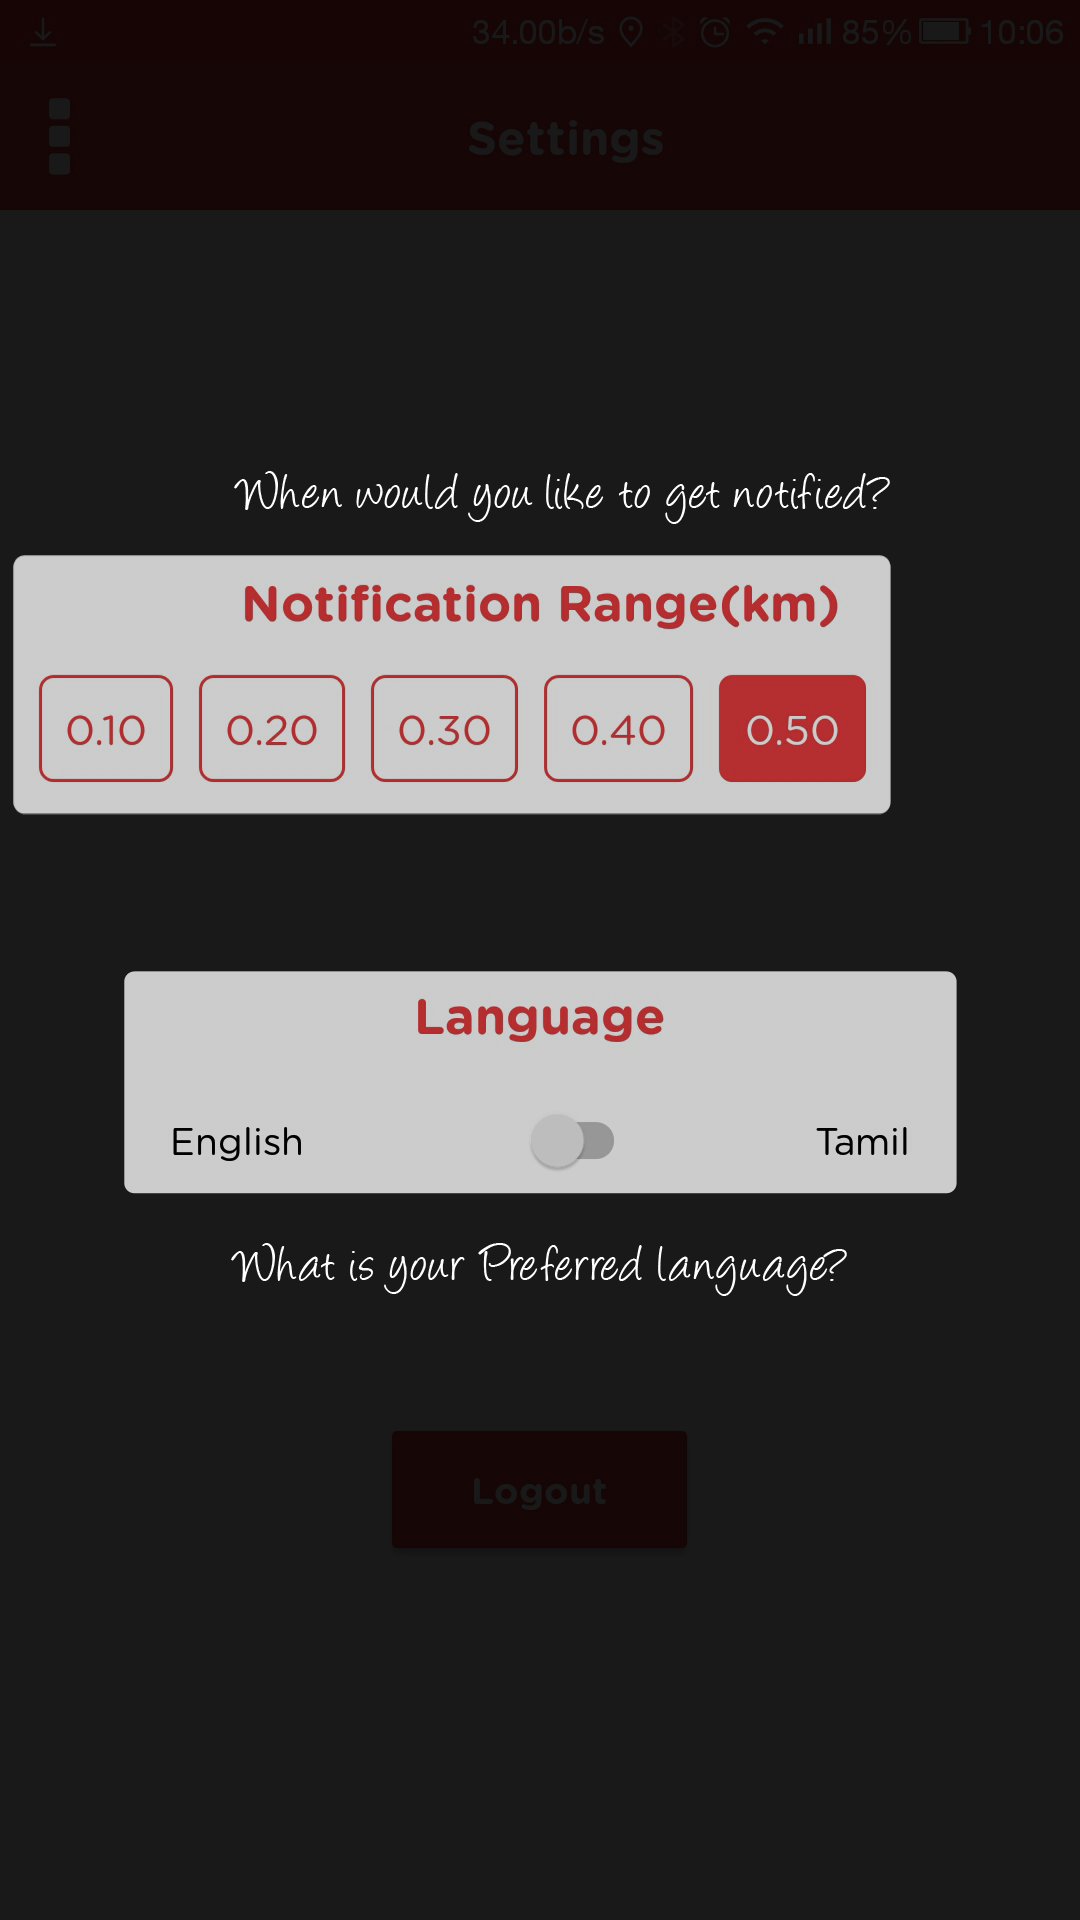 34.00b/s 85% 10:06
Settings
When would you like to get notified?
Notification Range(km)
0.10 0.20 0.30 0.40 0.50
Language
English Tamil
What is your Preferred language?
Logout